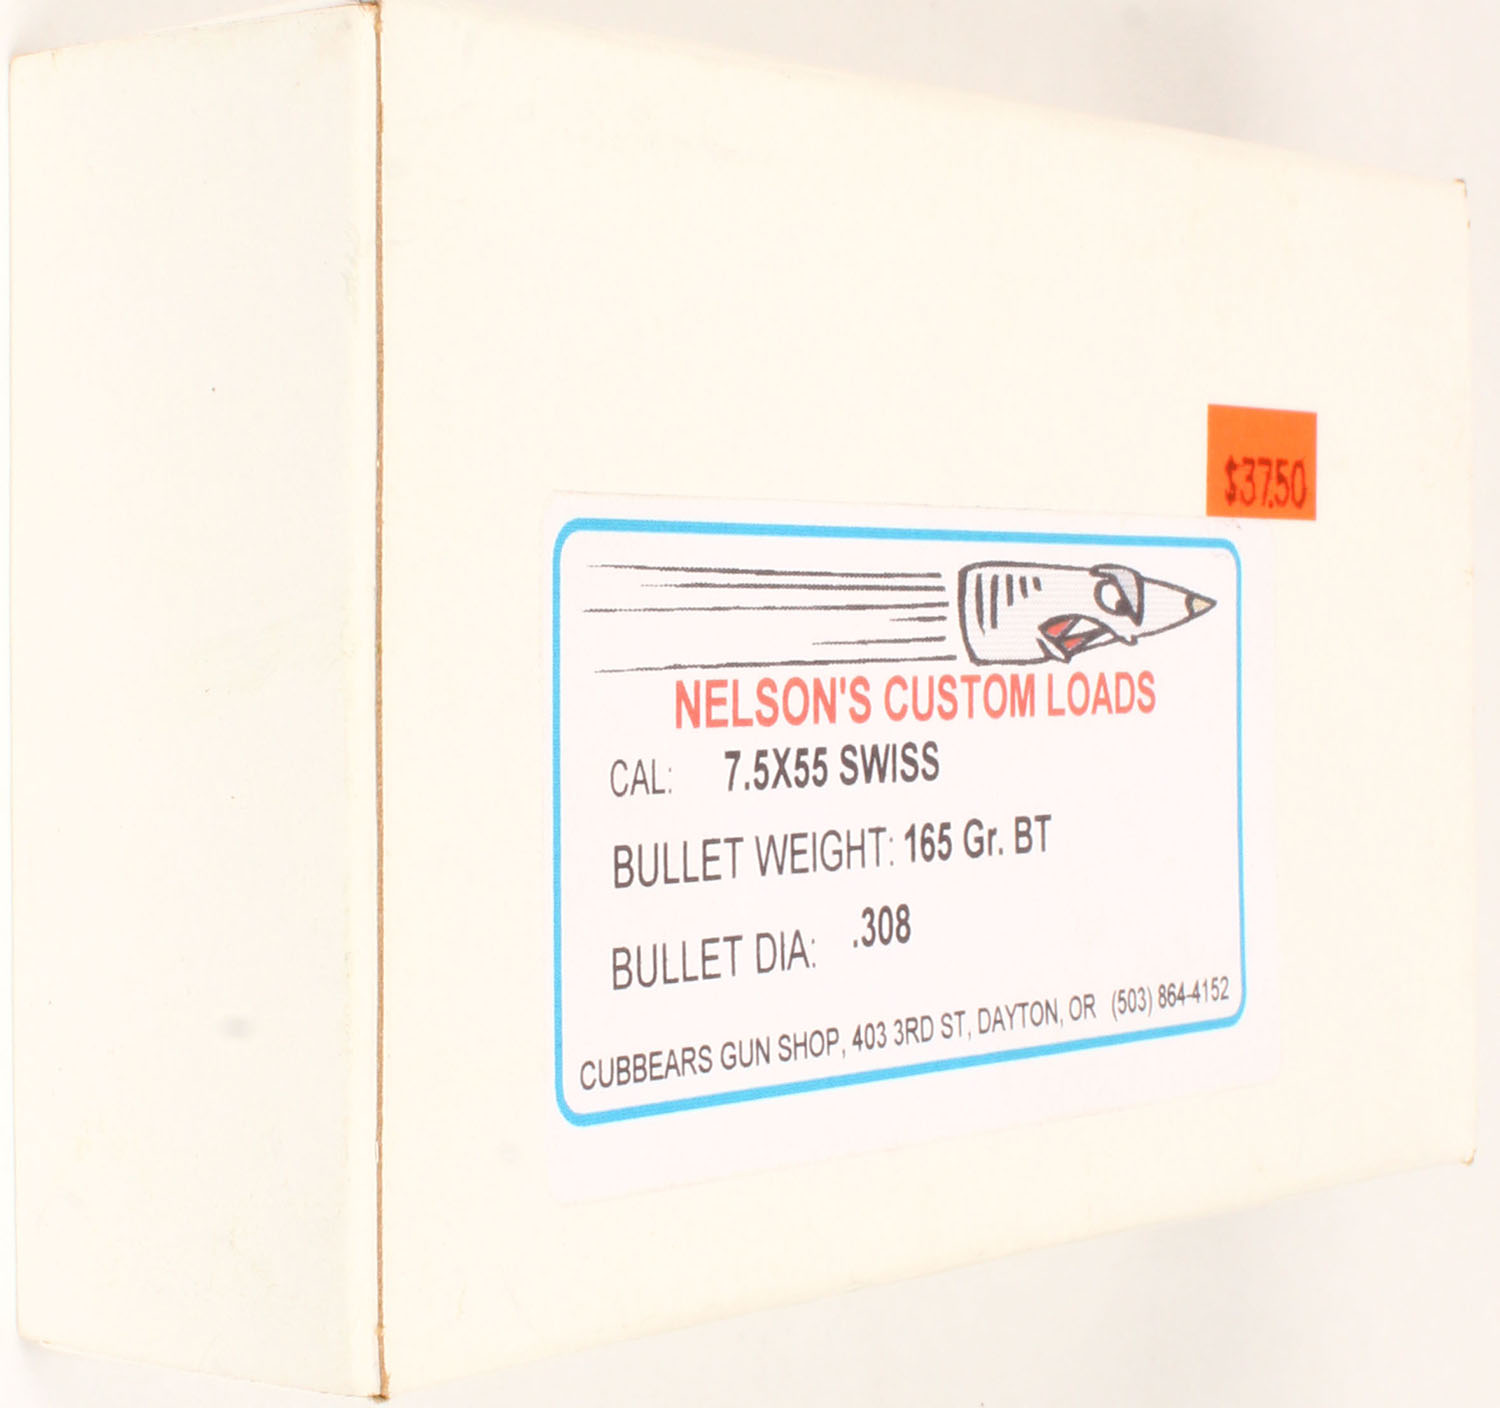 $37.50
NELSON'S CUSTOM LOADS
CAL: 7.5X55 SWISS
BULLET WEIGHT: 165 Gr. BT
BULLET DIA: .308
CUBBEARS GUN SHOP, 403 3RD ST, DAYTON, OR (503) 864-4152